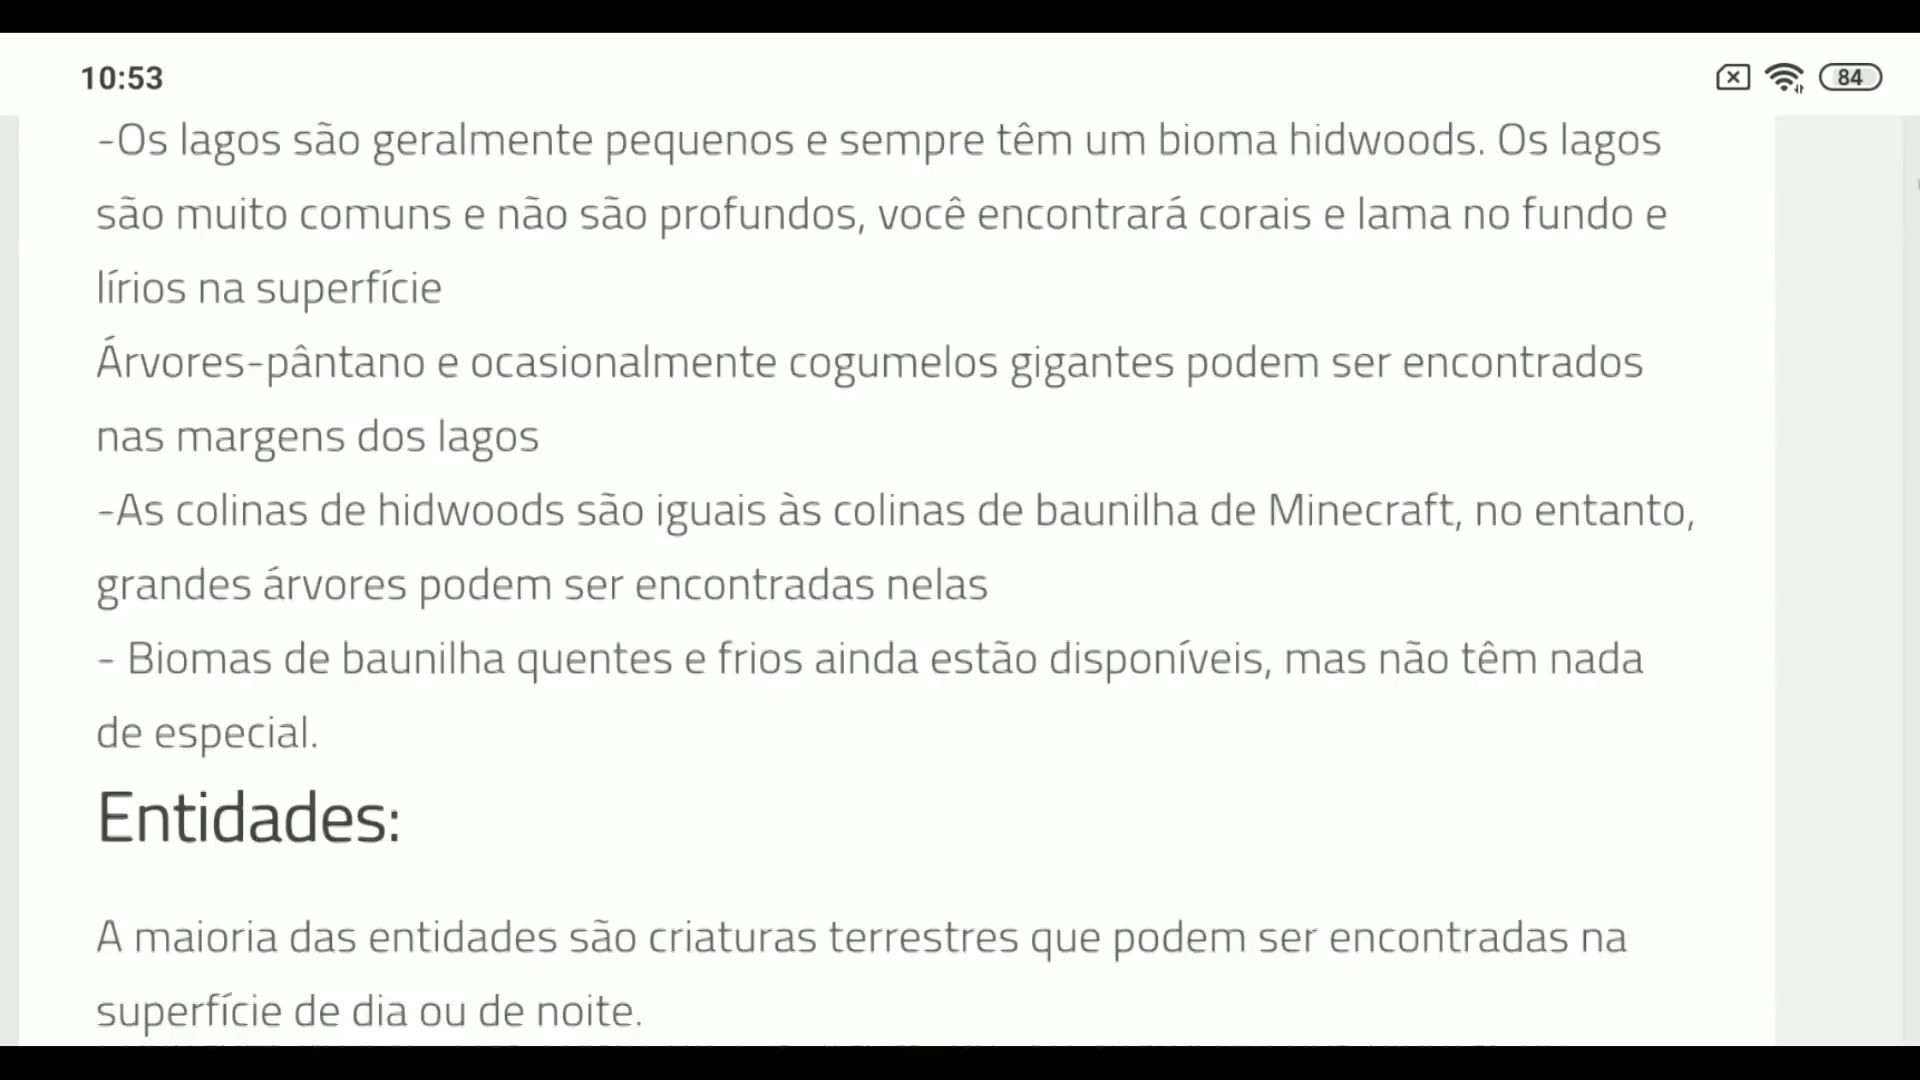 10:53
84
-Os lagos são geralmente pequenos e sempre têm um bioma hidwoods. Os lagos
são muito comuns e não são profundos, você encontrará corais e lama no fundo e
lírios na superfície
Árvores-pântano e ocasionalmente cogumelos gigantes podem ser encontrados
nas margens dos lagos
-As colinas de hidwoods são iguais às colinas de baunilha de Minecraft, no entanto,
grandes árvores podem ser encontradas nelas
- Biomas de baunilha quentes e frios ainda estão disponíveis, mas não têm nada
de especial.
Entidades:
A maioria das entidades são criaturas terrestres que podem ser encontradas na
superfície de dia ou de noite.